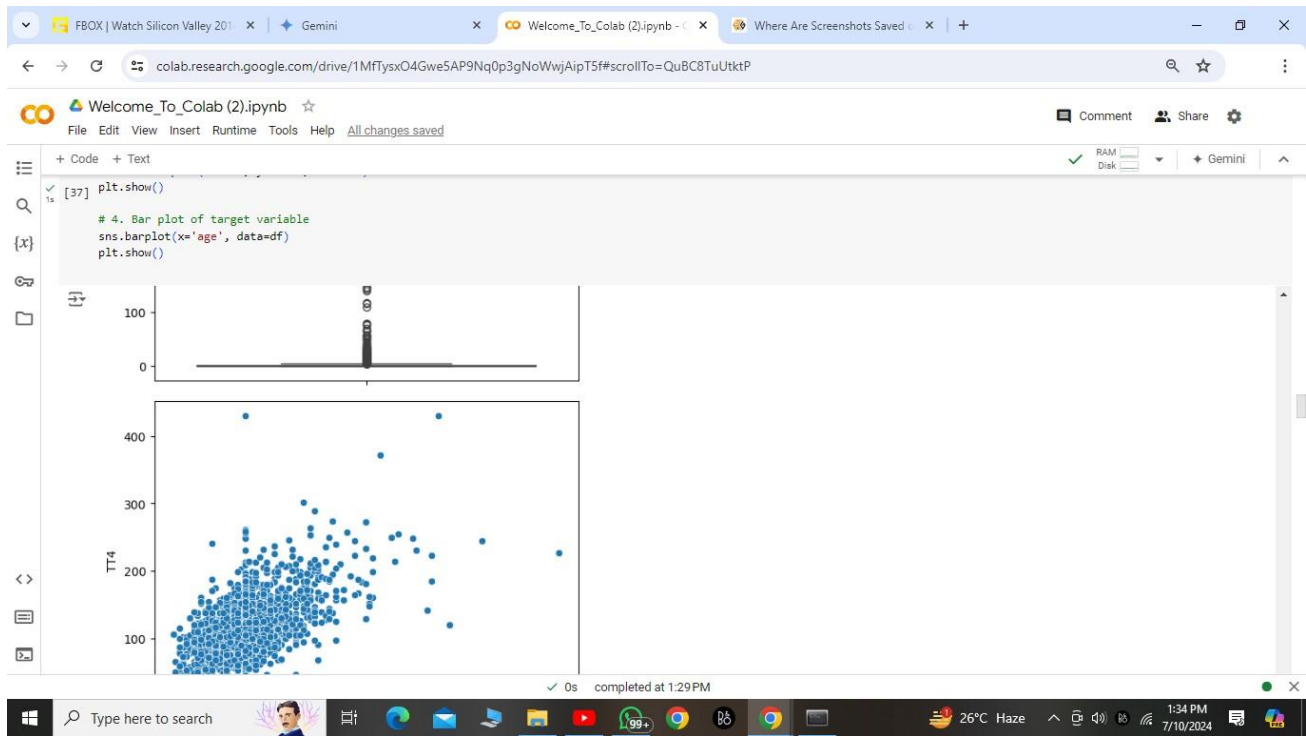 FBOX | Watch Silicon Valley 201
Gemini
Welcome_To_Colab (2).ipynb - C
Where Are Screenshots Saved o
colab.research.google.com/drive/1MfTysxO4Gwe5AP9Nq0p3gNoWwjAipT5f#scrollTo=QuBC8TuUtktP
CO Welcome_To_Colab (2).ipynb
Comment Share
File Edit View Insert Runtime Tools Help All changes saved
+ Code + Text
RAM
Disk
Gemini
1s [37] plt.show()
# 4. Bar plot of target variable
sns.barplot(x='age', data=df)
plt.show()
{x}
100
0
400
300
TT4
200
100
0s completed at 1:29 PM
Type here to search
99+
26°C Haze
1:34 PM
7/10/2024